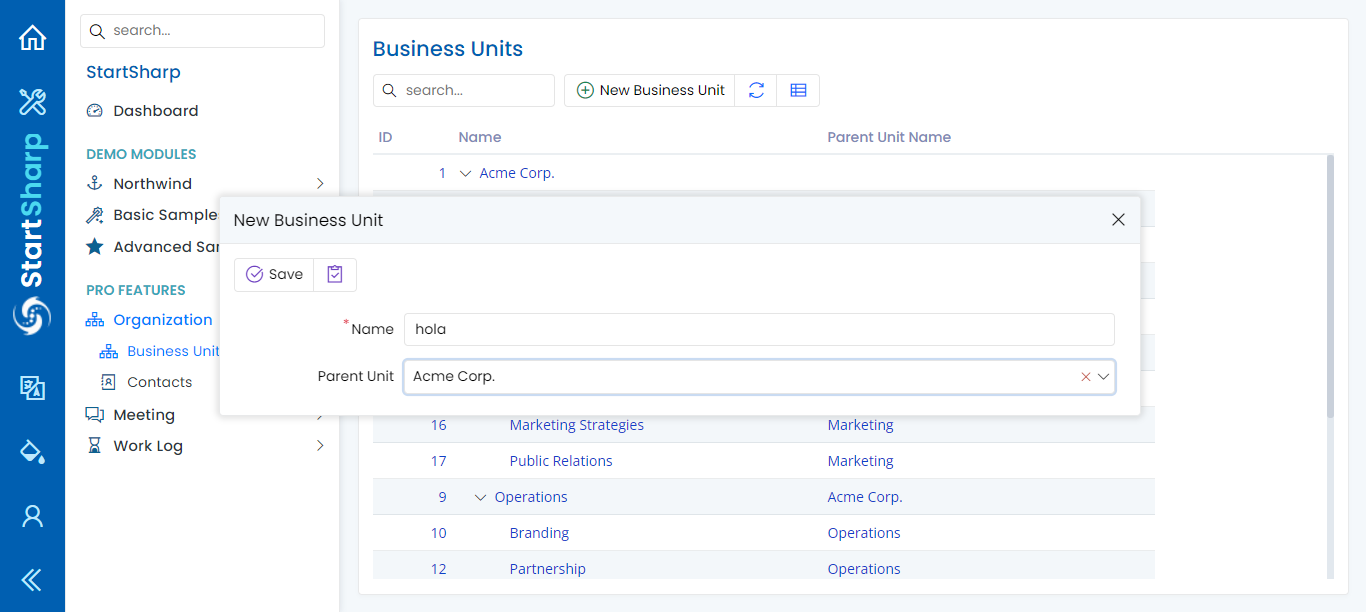 StartSharp
search...
StartSharp
Dashboard
DEMO MODULES
Northwind
Basic Sample
Advanced Sar
PRO FEATURES
Organization
Business Unit
Contacts
Meeting
Work Log
Business Units
search...
New Business Unit
ID Name Parent Unit Name
1 Acme Corp.
New Business Unit
Save
*Name hola
Parent Unit Acme Corp.
16 Marketing Strategies Marketing
17 Public Relations Marketing
9 Operations Acme Corp.
10 Branding Operations
12 Partnership Operations